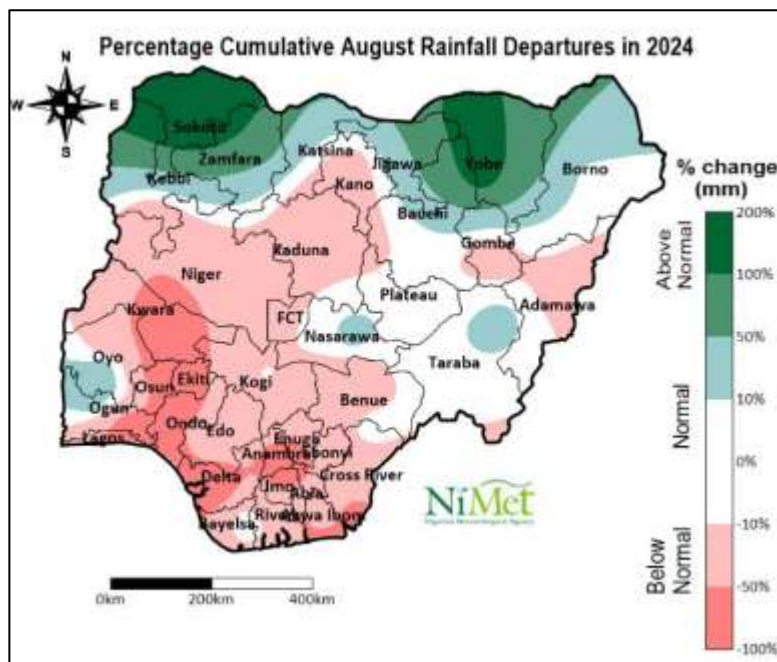 Percentage Cumulative August Rainfall Departures in 2024
N
W E
S
Sokoto
Katsina
Zamfara
Jigawa
Yobe
Borno
Kebbi
Kano
Bauchi
Gombe
Kaduna
Niger
Plateau
Adamawa
Kwara
FCT
Nasarawa
Oyo
Taraba
Osun
Ekiti
Kogi
Benue
Ogun
Ondo
Edo
Lagos
Enugu
Anambra
Ebonyi
Delta
Imo
Abia
Cross River
Bayelsa
Rivers
Akwa Ibom
NiMet
Nigerian Meteorological Agency
0km 200km 400km
% change
(mm)
Above
Normal
Normal
Below
Normal
200%
100%
50%
10%
0%
-10%
-50%
-100%